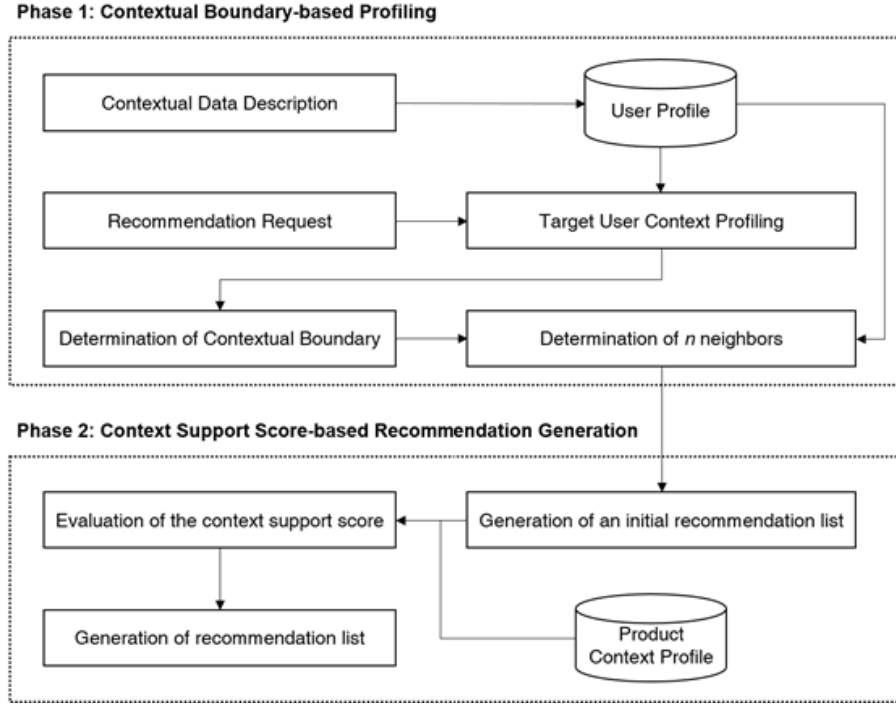 Phase 1: Contextual Boundary-based Profiling
Contextual Data Description
User Profile
Recommendation Request
Target User Context Profiling
Determination of Contextual Boundary
Determination of n neighbors
Phase 2: Context Support Score-based Recommendation Generation
Evaluation of the context support score
Generation of an initial recommendation list
Generation of recommendation list
Product
Context Profile